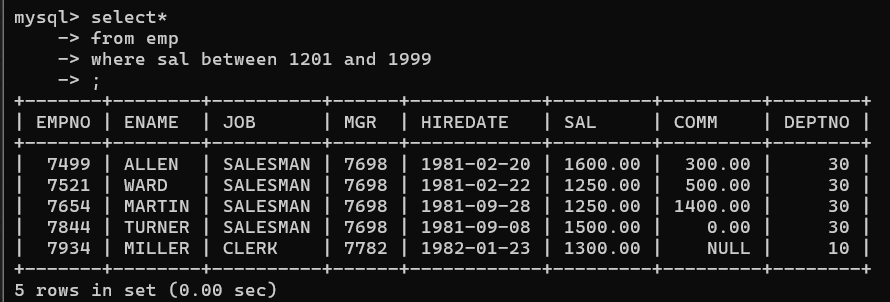 mysql> select*
    -> from emp
    -> where sal between 1201 and 1999
    -> ;
+-------+--------+----------+------+------------+---------+---------+--------+
| EMPNO | ENAME  | JOB      | MGR  | HIREDATE   | SAL     | COMM    | DEPTNO |
+-------+--------+----------+------+------------+---------+---------+--------+
|  7499 | ALLEN  | SALESMAN | 7698 | 1981-02-20 | 1600.00 |  300.00 |     30 |
|  7521 | WARD   | SALESMAN | 7698 | 1981-02-22 | 1250.00 |  500.00 |     30 |
|  7654 | MARTIN | SALESMAN | 7698 | 1981-09-28 | 1250.00 | 1400.00 |     30 |
|  7844 | TURNER | SALESMAN | 7698 | 1981-09-08 | 1500.00 |    0.00 |     30 |
|  7934 | MILLER | CLERK    | 7782 | 1982-01-23 | 1300.00 |    NULL |     10 |
+-------+--------+----------+------+------------+---------+---------+--------+
5 rows in set (0.00 sec)